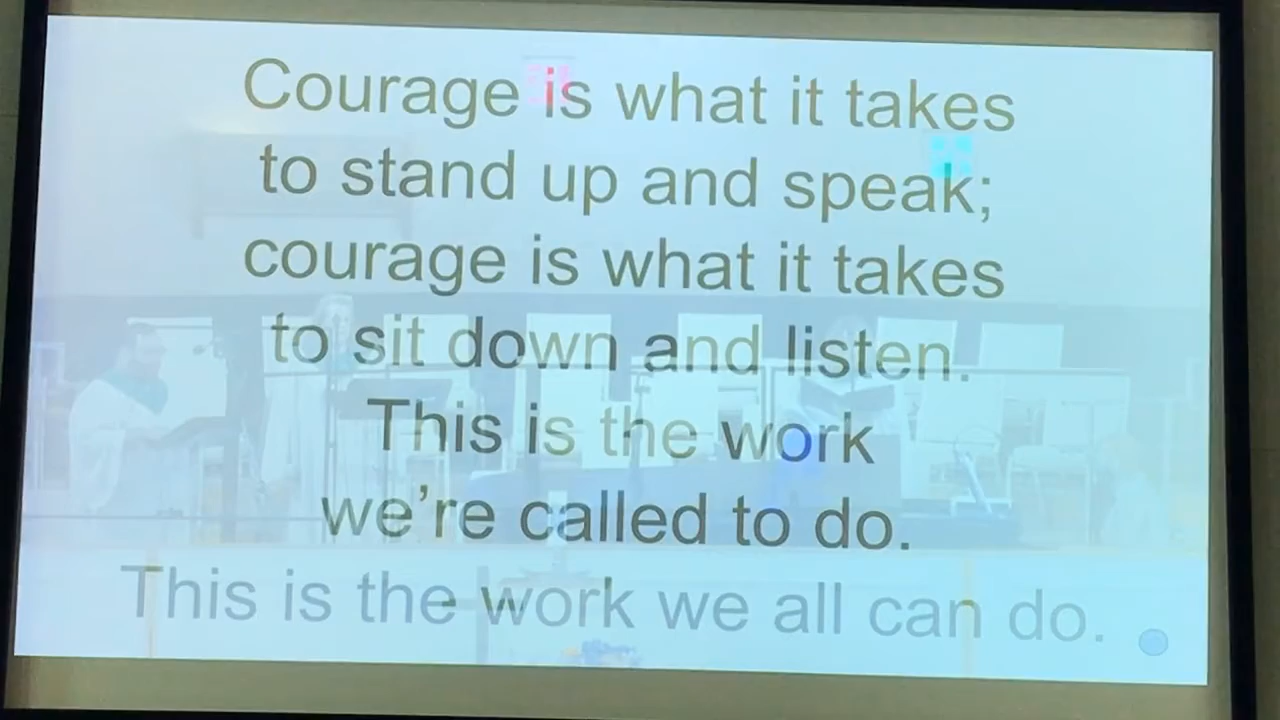 Courage is what it takes
to stand up and speak;
courage is what it takes
to sit down and listen.
This is the work
we’re called to do.
This is the work we all can do.